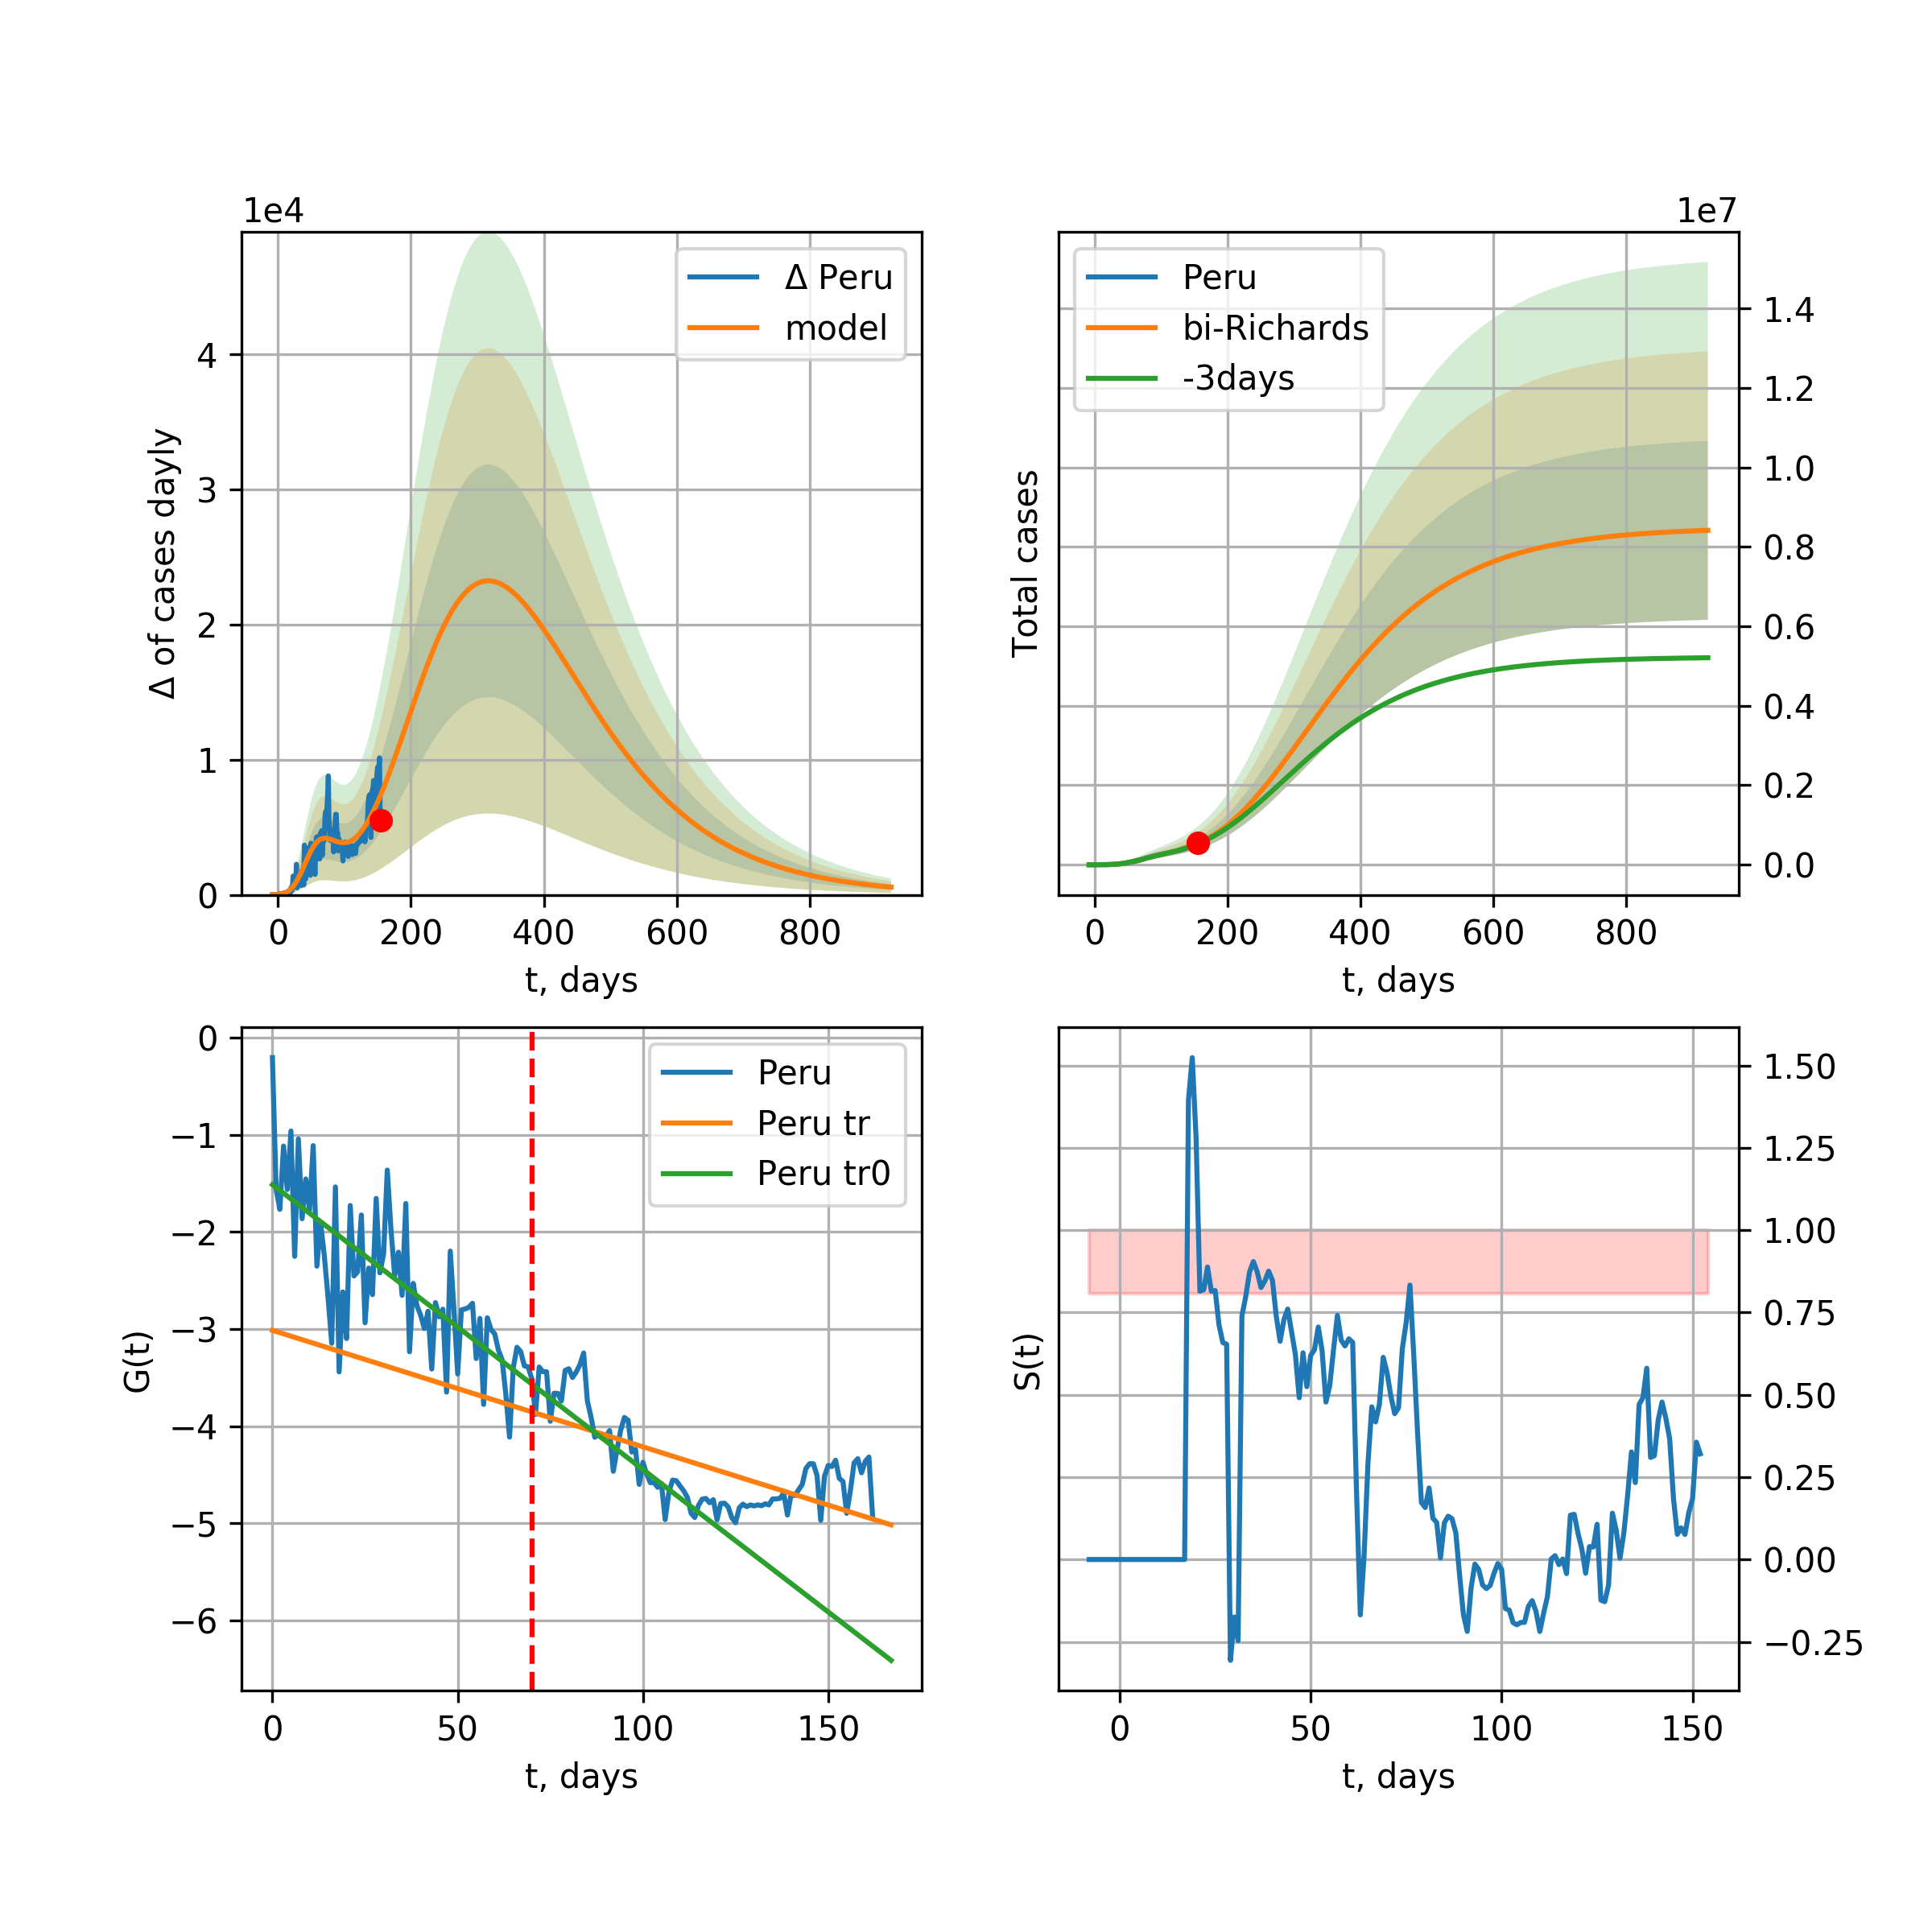 1e4
Δ Peru
model
4
3
2
1
0
Δ of cases dayly
0 200 400 600 800
t, days
1e7
Peru
bi-Richards
-3days
1.4
1.2
1.0
0.8
0.6
0.4
0.2
0.0
Total cases
0 200 400 600 800
t, days
Peru
Peru tr
Peru tr0
0
−1
−2
−3
−4
−5
−6
G(t)
0 50 100 150
t, days
1.50
1.25
1.00
0.75
0.50
0.25
0.00
−0.25
S(t)
0 50 100 150
t, days